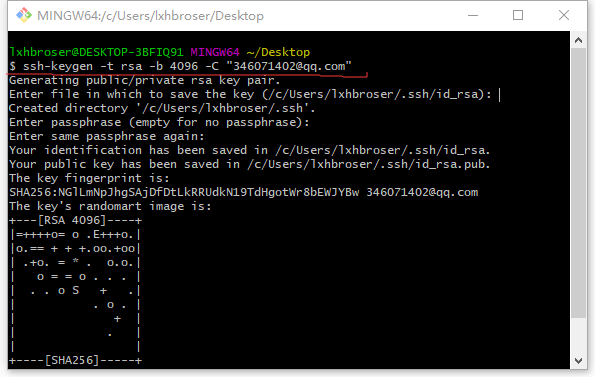 MINGW64:/c/Users/lxhbroser/Desktop
lxhbroser@DESKTOP-3BFIQ91 MINGW64 ~/Desktop
$ ssh-keygen -t rsa -b 4096 -C "346071402@qq.com"
Generating public/private rsa key pair.
Enter file in which to save the key (/c/Users/lxhbroser/.ssh/id_rsa):
Created directory '/c/Users/lxhbroser/.ssh'.
Enter passphrase (empty for no passphrase):
Enter same passphrase again:
Your identification has been saved in /c/Users/lxhbroser/.ssh/id_rsa.
Your public key has been saved in /c/Users/lxhbroser/.ssh/id_rsa.pub.
The key fingerprint is:
SHA256:NGlLmNpJhgSAjDfDtLkRRUdkN19TdHgotWr8bEWJYBw 346071402@qq.com
The key's randomart image is:
+---[RSA 4096]----+
|=++++o= o .E+++o.|
|o.== + + +.oo.+oo|
| .+o. = * .  o.o.|
|   o = = o . . . |
|  . . o S   +   .|
|           . o . |
|              +  |
|             .   |
|                 |
+----[SHA256]-----+